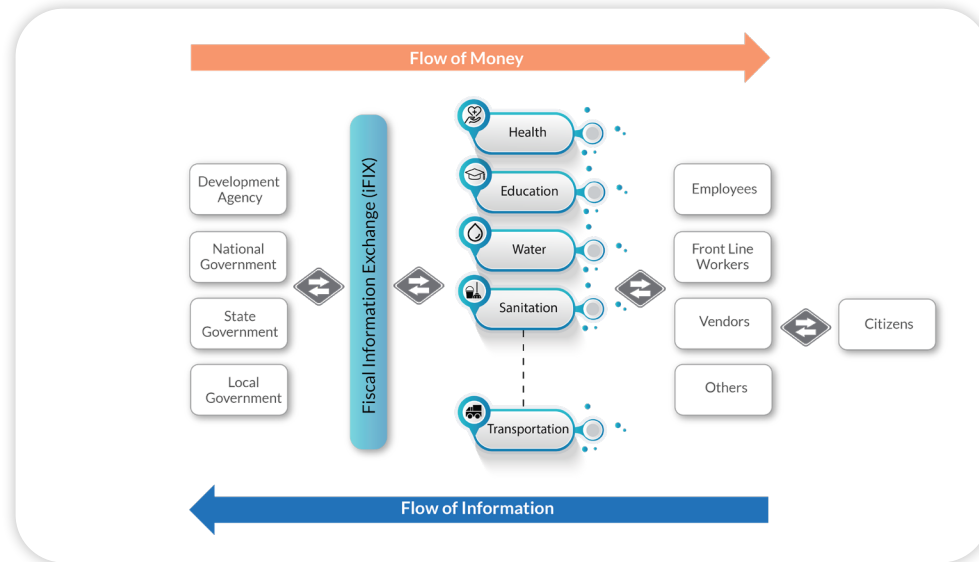 Flow of Money
Development
Agency
National
Government
State
Government
Local
Government
Fiscal Information Exchange (iFIX)
Health
Education
Water
Sanitation
Transportation
Employees
Front Line
Workers
Vendors
Others
Citizens
Flow of Information